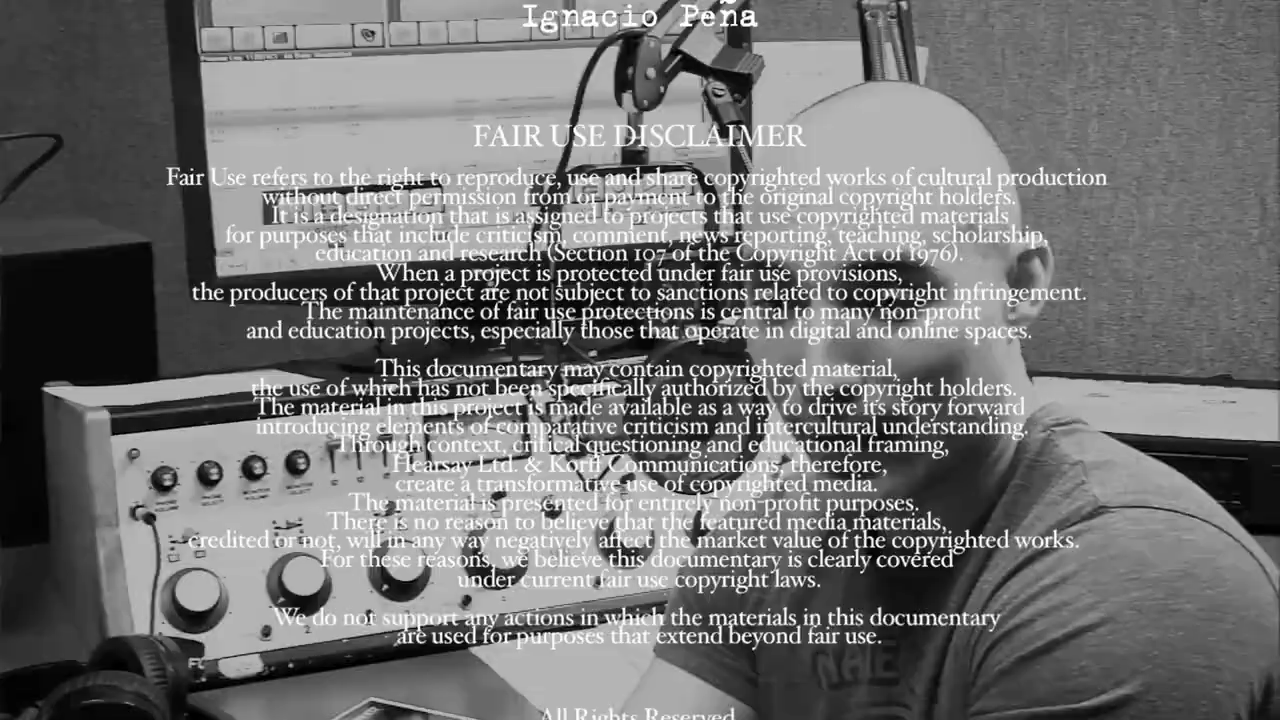 Ignacio Peña
FAIR USE DISCLAIMER
Fair Use refers to the right to reproduce, use and share copyrighted works of cultural production
without direct permission from or payment to the original copyright holders.
It is a designation that is assigned to projects that use copyrighted materials
for purposes that include criticism, comment, news reporting, teaching, scholarship,
education and research (Section 107 of the Copyright Act of 1976).
When a project is protected under fair use provisions,
the producers of that project are not subject to sanctions related to copyright infringement.
The maintenance of fair use protections is central to many non-profit
and education projects, especially those that operate in digital and online spaces.
This documentary may contain copyrighted material,
the use of which has not been specifically authorized by the copyright holders.
The material in this project is made available as a way to drive its story forward
introducing elements of comparative criticism and intercultural understanding.
Through context, critical questioning and educational framing,
Hearsay Ltd. & Korfi Communications, therefore,
create a transformative use of copyrighted media.
The material is presented for entirely non-profit purposes.
There is no reason to believe that the featured media materials,
credited or not, will in any way negatively affect the market value of the copyrighted works.
For these reasons, we believe this documentary is clearly covered
under current fair use copyright laws.
We do not support any actions in which the materials in this documentary
are used for purposes that extend beyond fair use.
All Rights Reserved